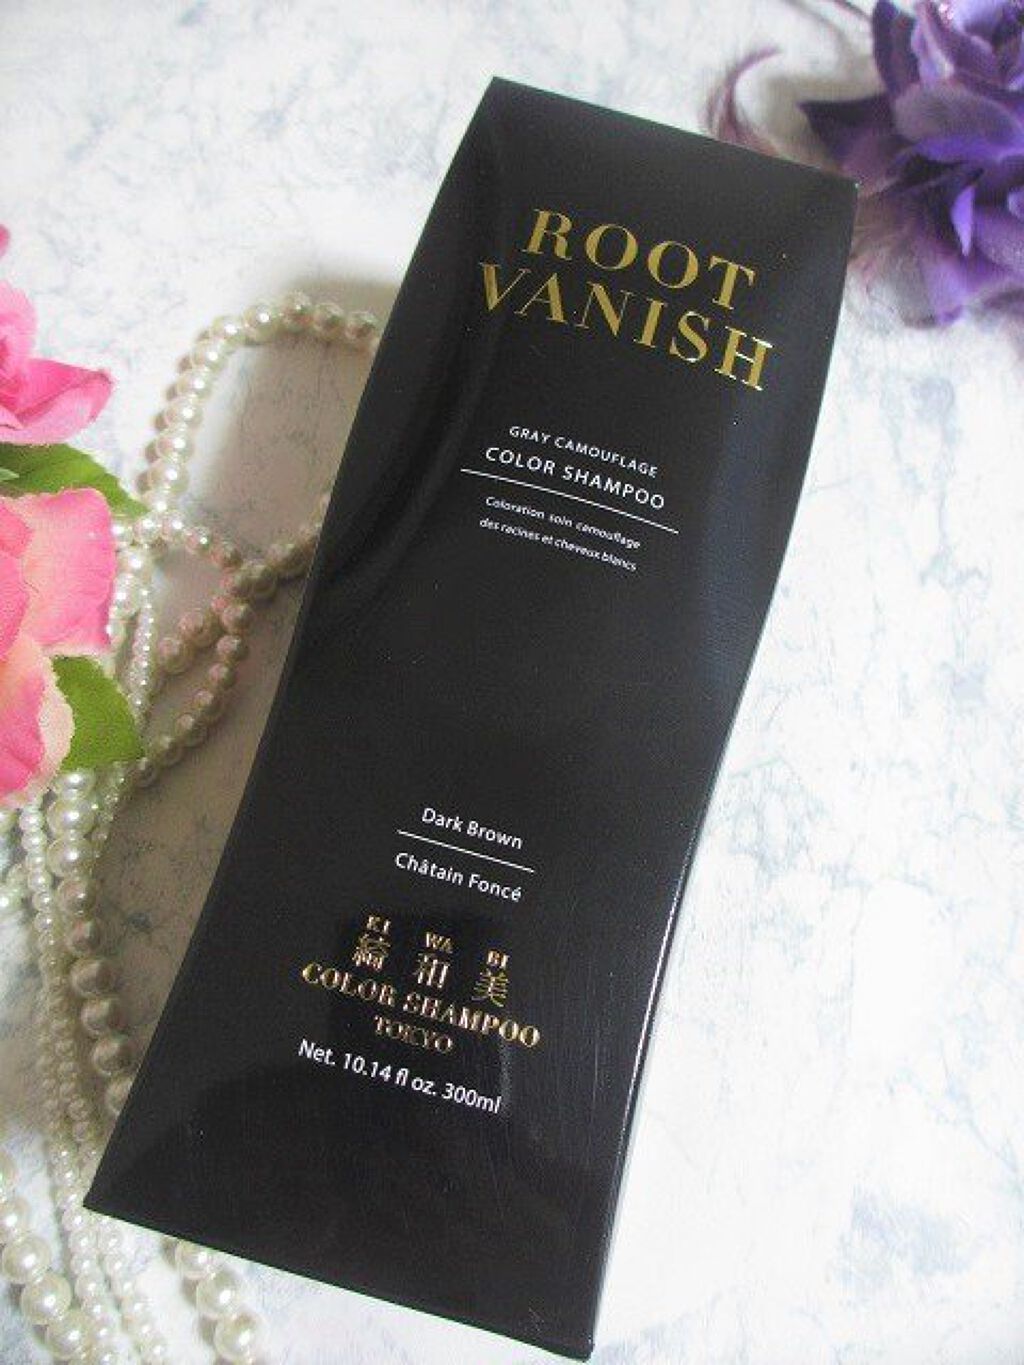 ROOT
VANISH
GRAY CAMOUFLAGE
COLOR SHAMPOO
Coloration soin camouflage
des racines et cheveux blancs
Dark Brown
Châtain Foncé
KI WA BI
綺和美
COLOR SHAMPOO
TOKYO
Net. 10.14 fl oz. 300ml